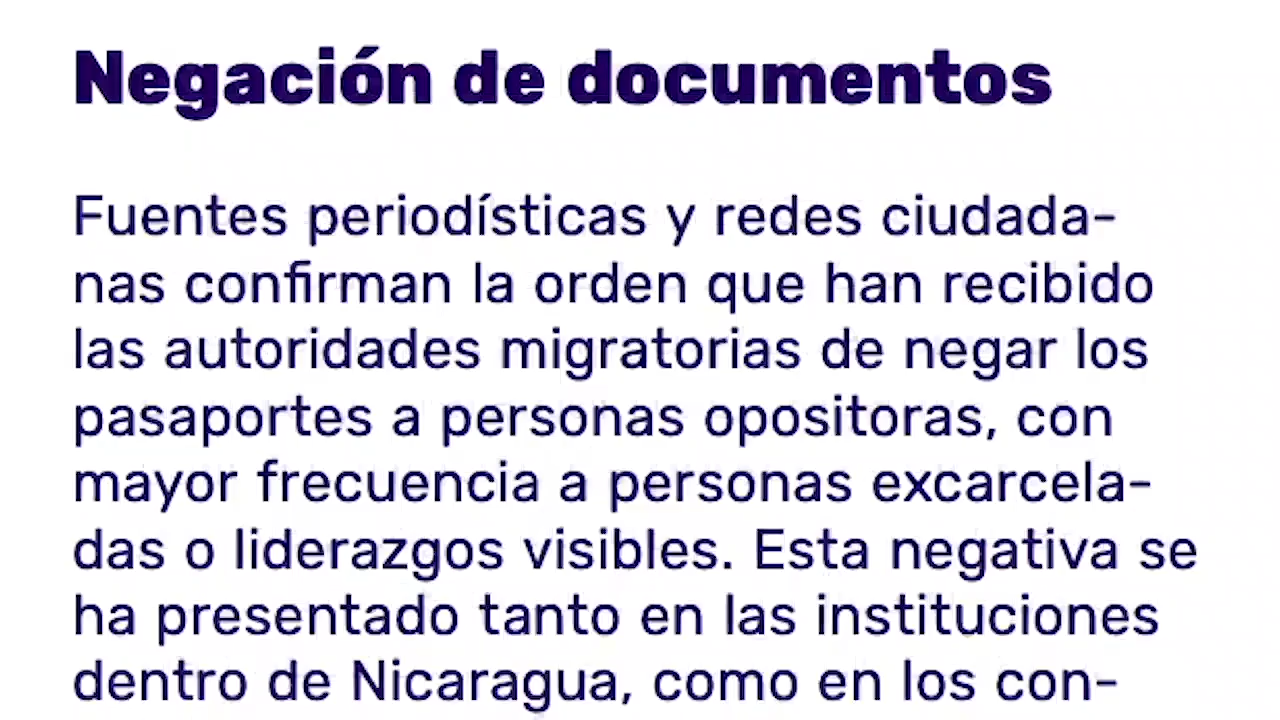 Negación de documentos
Fuentes periodísticas y redes ciudada-
nas confirman la orden que han recibido
las autoridades migratorias de negar los
pasaportes a personas opositoras, con
mayor frecuencia a personas excarcela-
das o liderazgos visibles. Esta negativa se
ha presentado tanto en las instituciones
dentro de Nicaragua, como en los con-